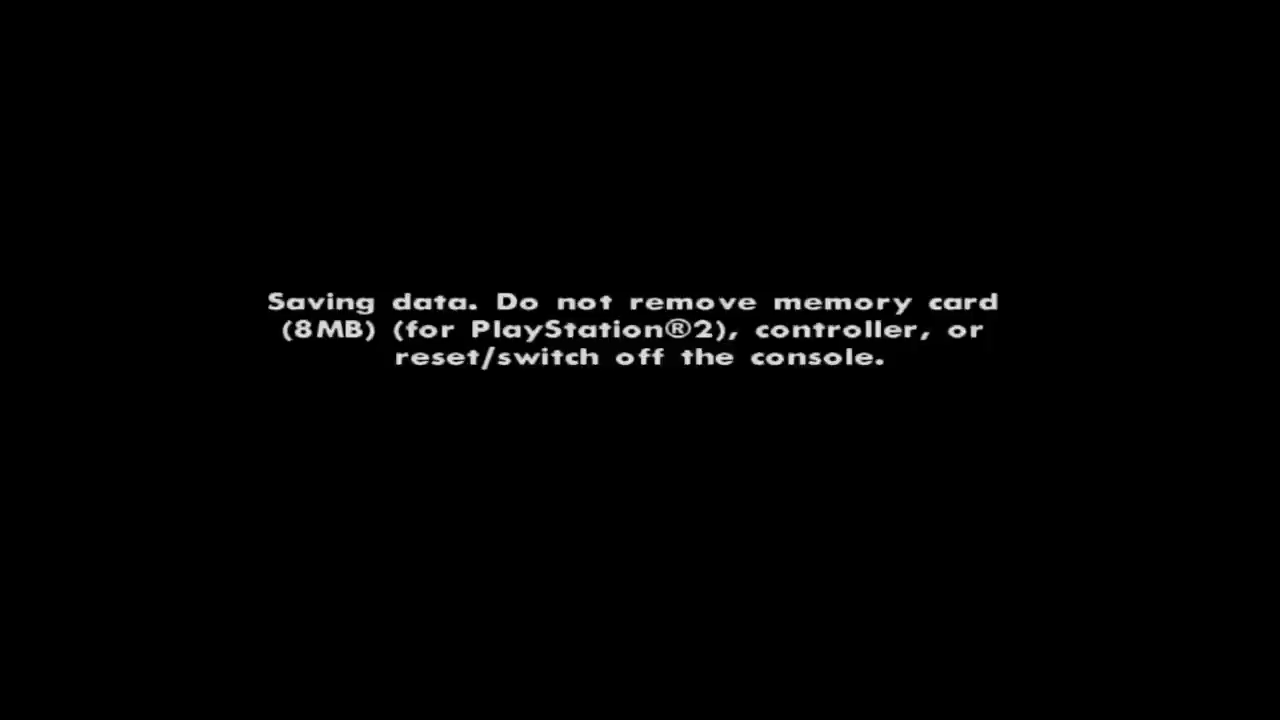 Saving data. Do not remove memory card
(8MB) (for PlayStation®2), controller, or
reset/switch off the console.